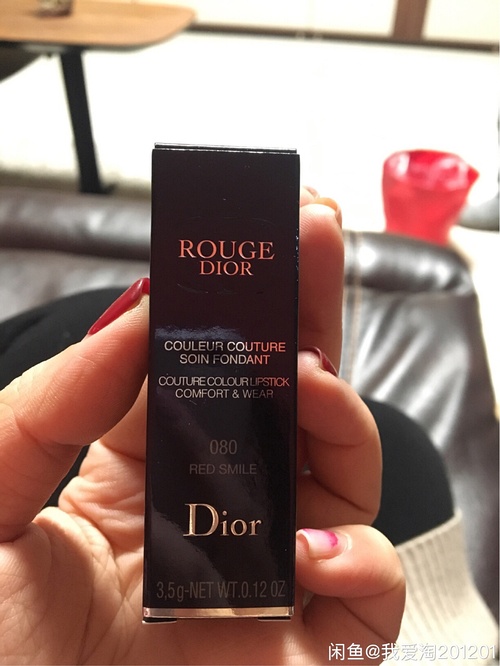 ROUGE
DIOR
COULEUR COUTURE
SOIN FONDANT
COUTURE COLOUR LIPSTICK
COMFORT & WEAR
080
RED SMILE
Dior
3,5g-NET WT.0.12 OZ
闲鱼@我爱淘201201